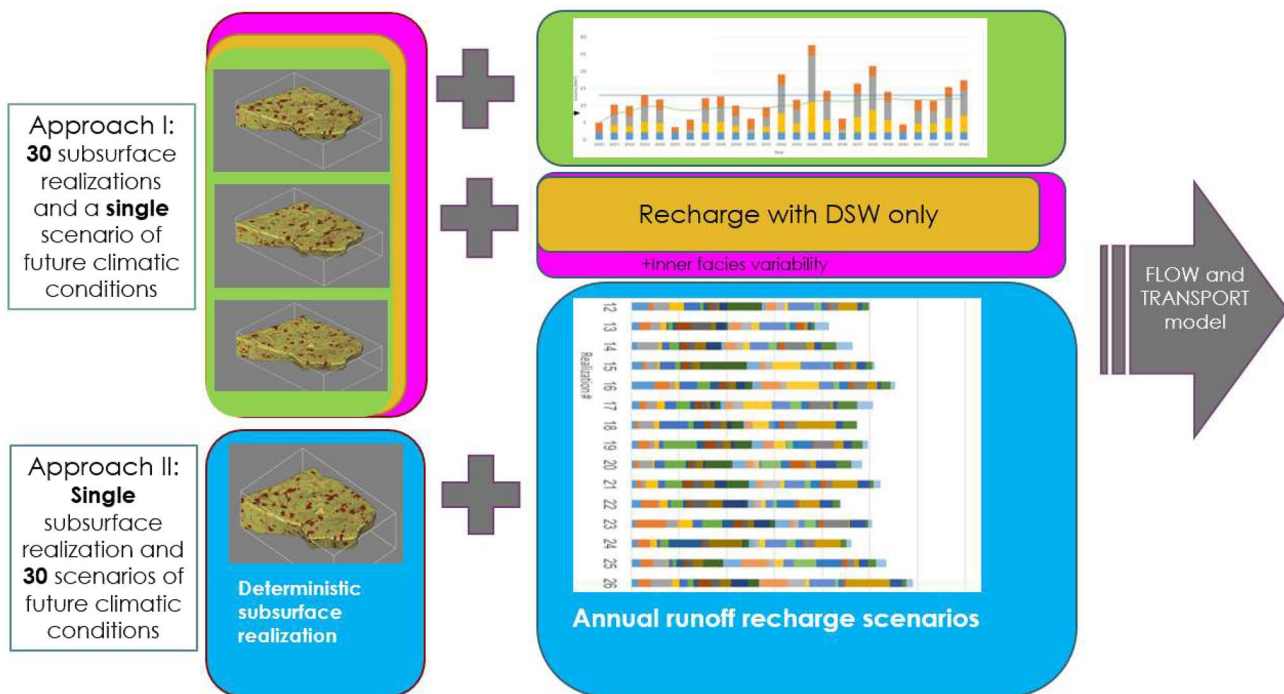 Approach I:
30 subsurface
realizations
and a single
scenario of
future climatic
conditions
Recharge with DSW only
+Inner facies variability
FLOW and
TRANSPORT
model
Approach II:
Single
subsurface
realization and
30 scenarios of
future climatic
conditions
Deterministic
subsurface
realization
Realization #
12
13
14
15
16
17
18
19
20
21
22
23
24
25
26
Annual runoff recharge scenarios